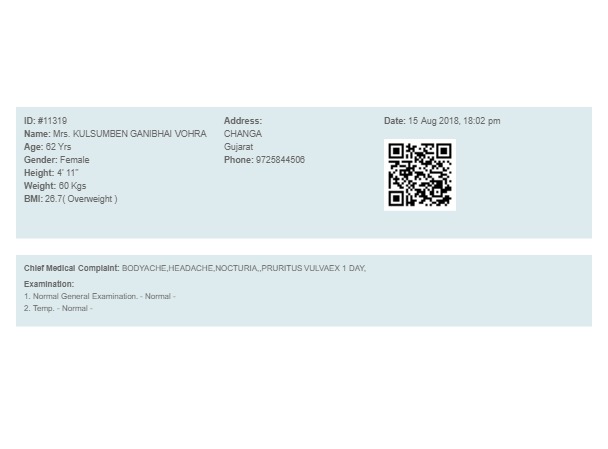 ID: #11319
Name: Mrs. KULSUMBEN GANIBHAI VOHRA
Age: 62 Yrs
Gender: Female
Height: 4' 11"
Weight: 60 Kgs
BMI: 26.7( Overweight )
Address:
CHANGA
Gujarat
Phone: 9725844506
Date: 15 Aug 2018, 18:02 pm
Chief Medical Complaint: BODYACHE,HEADACHE,NOCTURIA,,PRURITUS VULVAEX 1 DAY,
Examination:
1. Normal General Examination. - Normal -
2. Temp. - Normal -